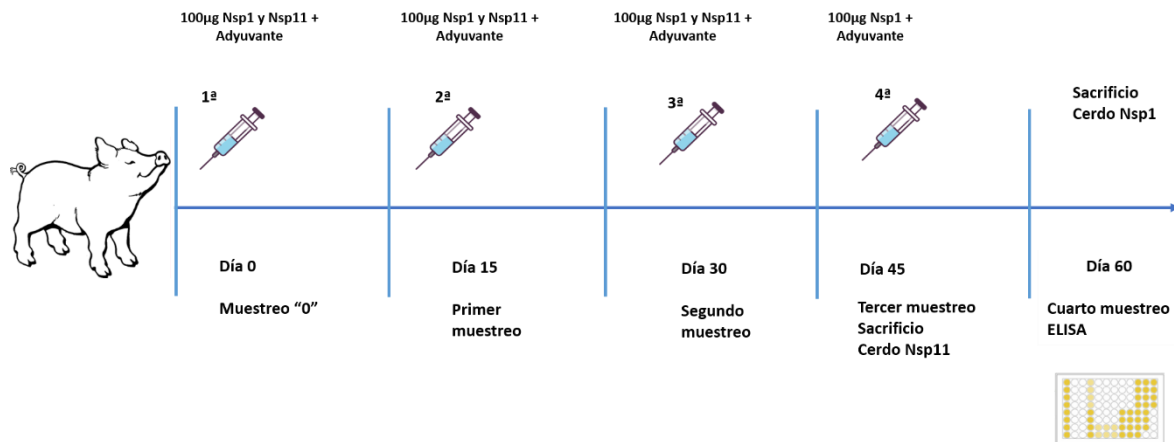 100µg Nsp1 y Nsp11 +
Adyuvante
100µg Nsp1 y Nsp11 +
Adyuvante
100µg Nsp1 y Nsp11 +
Adyuvante
100µg Nsp1 +
Adyuvante
1ª
2ª
3ª
4ª
Sacrificio
Cerdo Nsp1
Día 0
Día 15
Día 30
Día 45
Día 60
Muestreo “0”
Primer
muestreo
Segundo
muestreo
Tercer muestreo
Sacrificio
Cerdo Nsp11
Cuarto muestreo
ELISA